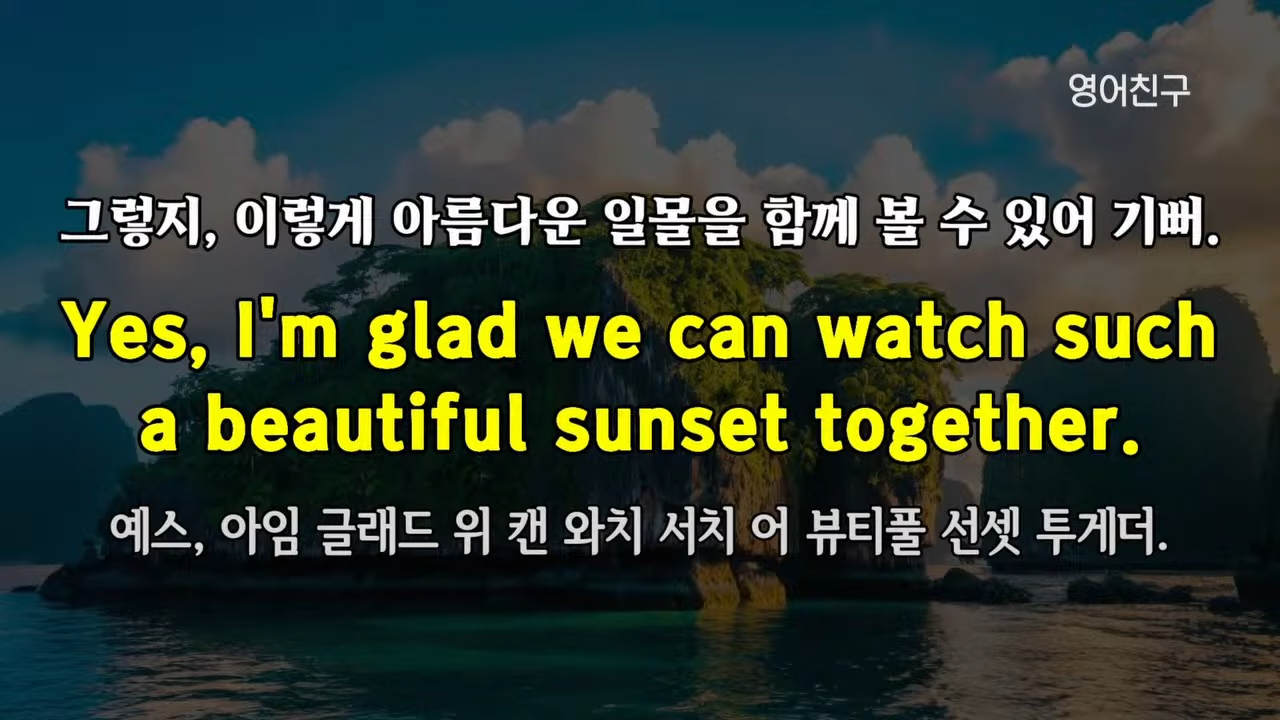 영어친구
그렇지, 이렇게 아름다운 일몰을 함께 볼 수 있어 기뻐.
Yes, I'm glad we can watch such
a beautiful sunset together.
예스, 아임 글래드 위 캔 와치 서치 어 뷰티풀 선셋 투게더.